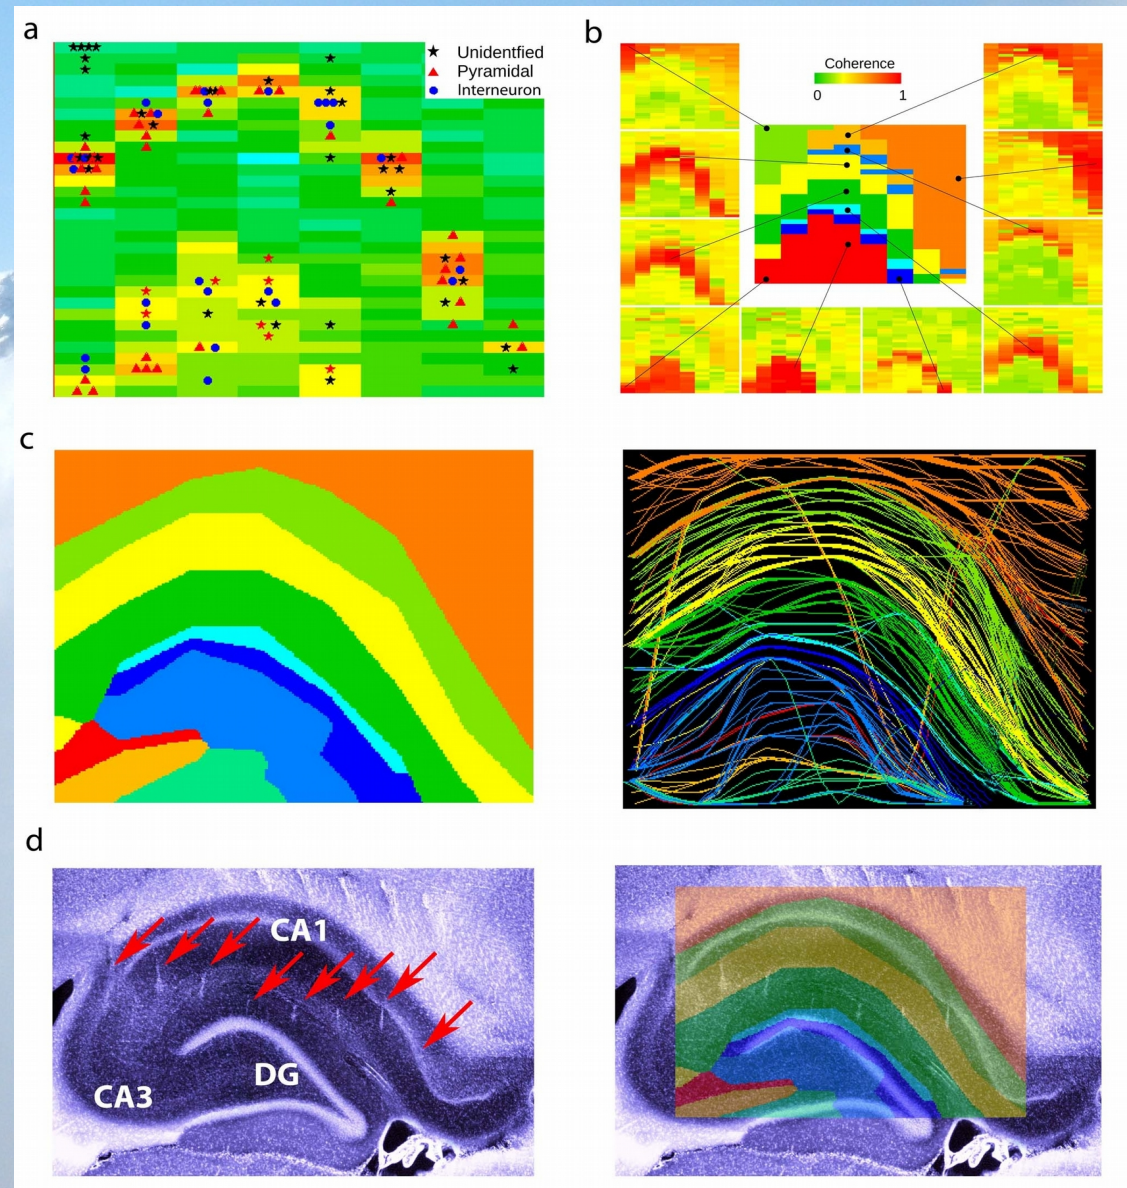 a
Unidentfied
Pyramidal
Interneuron
b
Coherence
0 1
c
d
CA1
DG
CA3